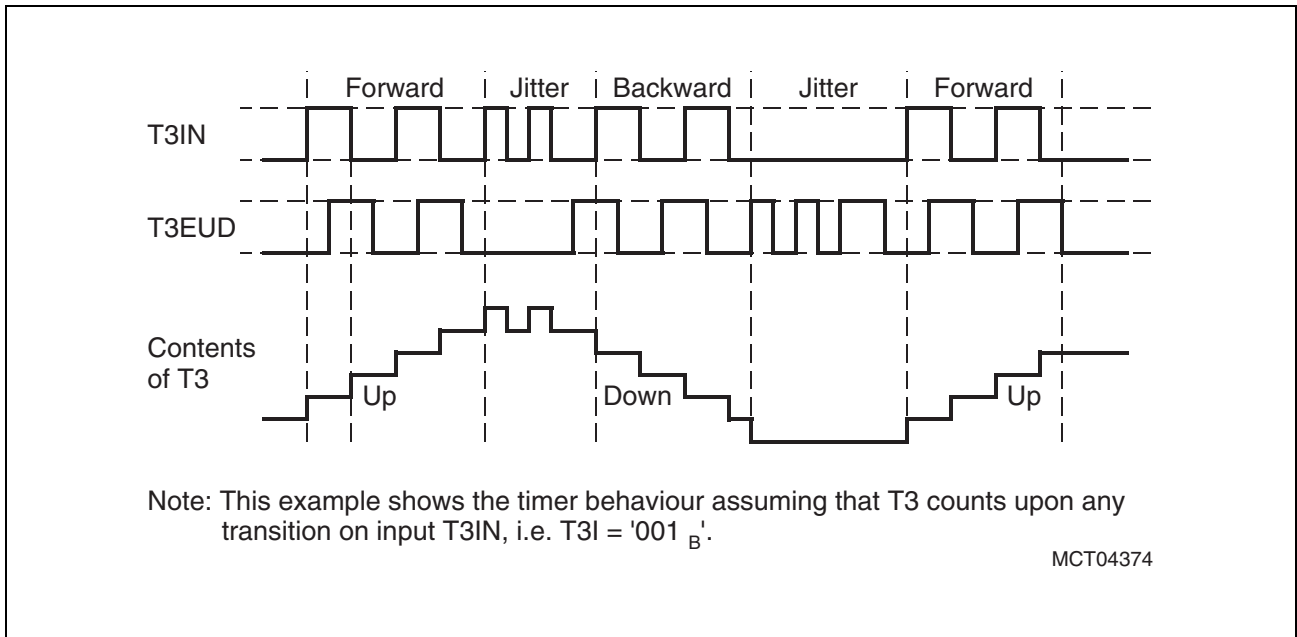 Forward Jitter Backward Jitter Forward
T3IN
T3EUD
Contents
of T3
Up Down Up
Note: This example shows the timer behaviour assuming that T3 counts upon any
transition on input T3IN, i.e. T3I = '001 B'.
MCT04374